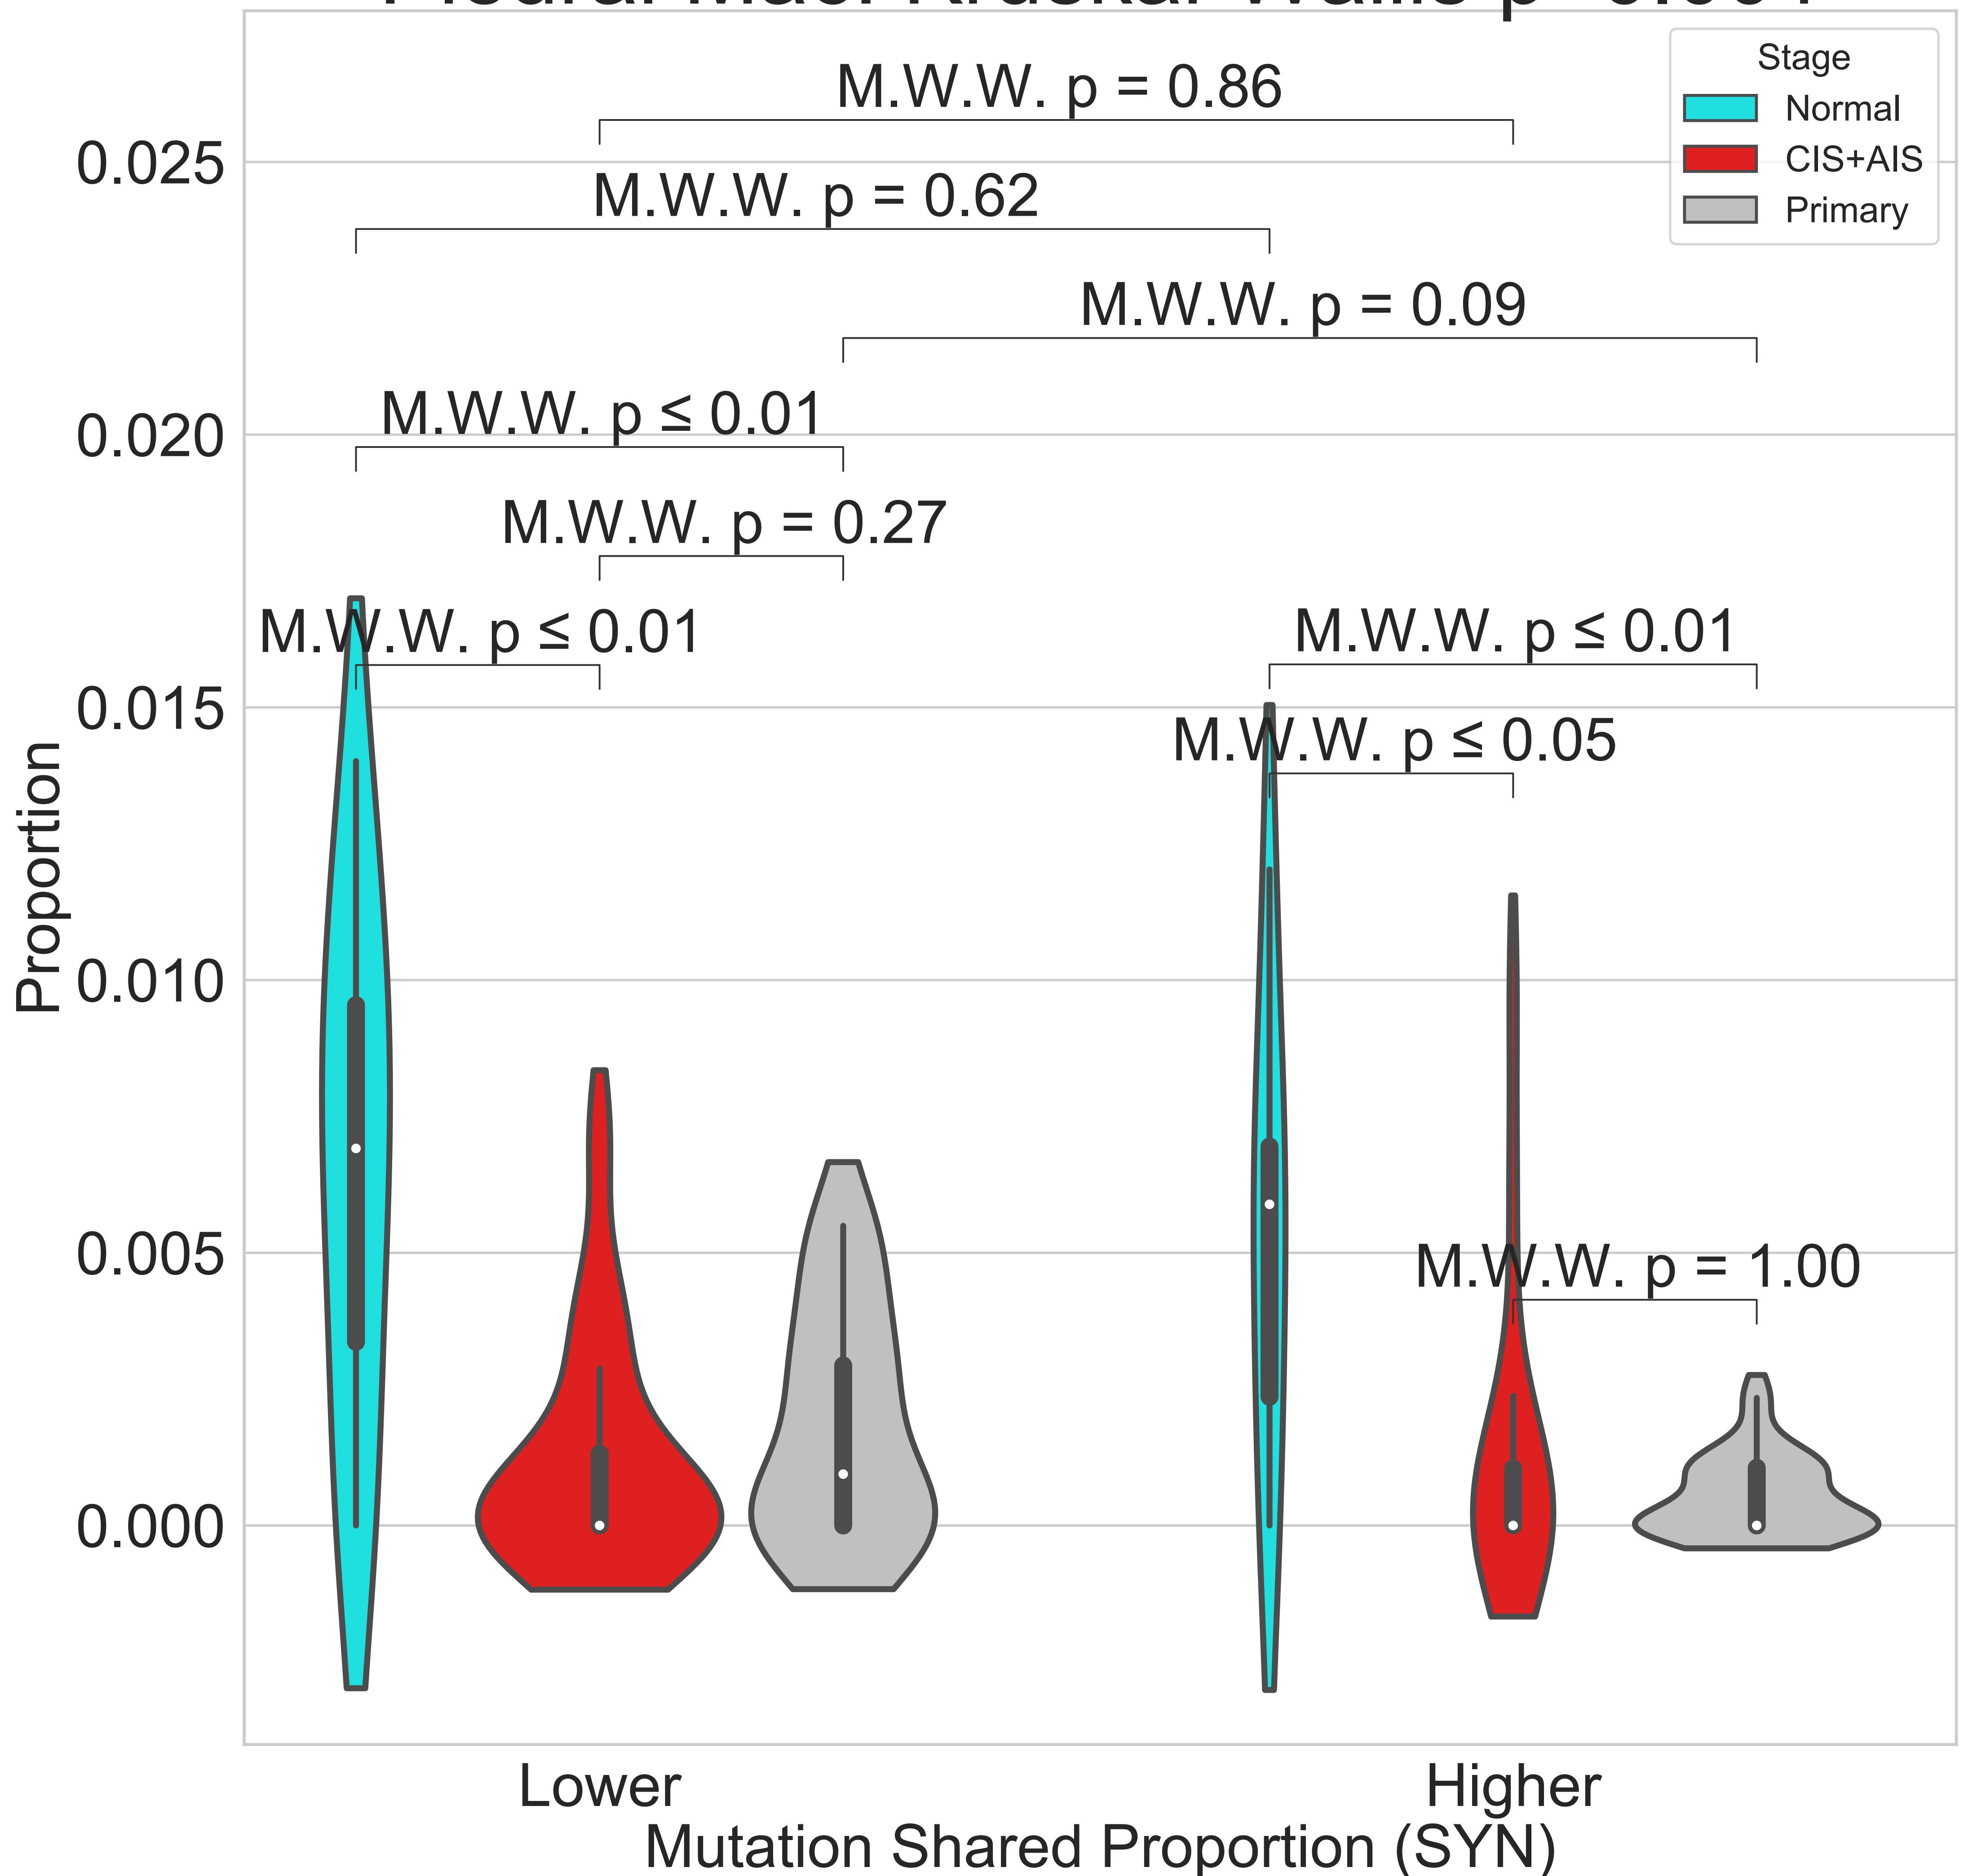 Stage
Normal
CIS+AIS
Primary
M.W.W. p = 0.86
M.W.W. p = 0.62
M.W.W. p = 0.09
M.W.W. p ≤ 0.01
M.W.W. p = 0.27
M.W.W. p ≤ 0.01
M.W.W. p ≤ 0.01
M.W.W. p ≤ 0.05
M.W.W. p = 1.00
0.025
0.020
0.015
0.010
0.005
0.000
Proportion
Lower
Higher
Mutation Shared Proportion (SYN)